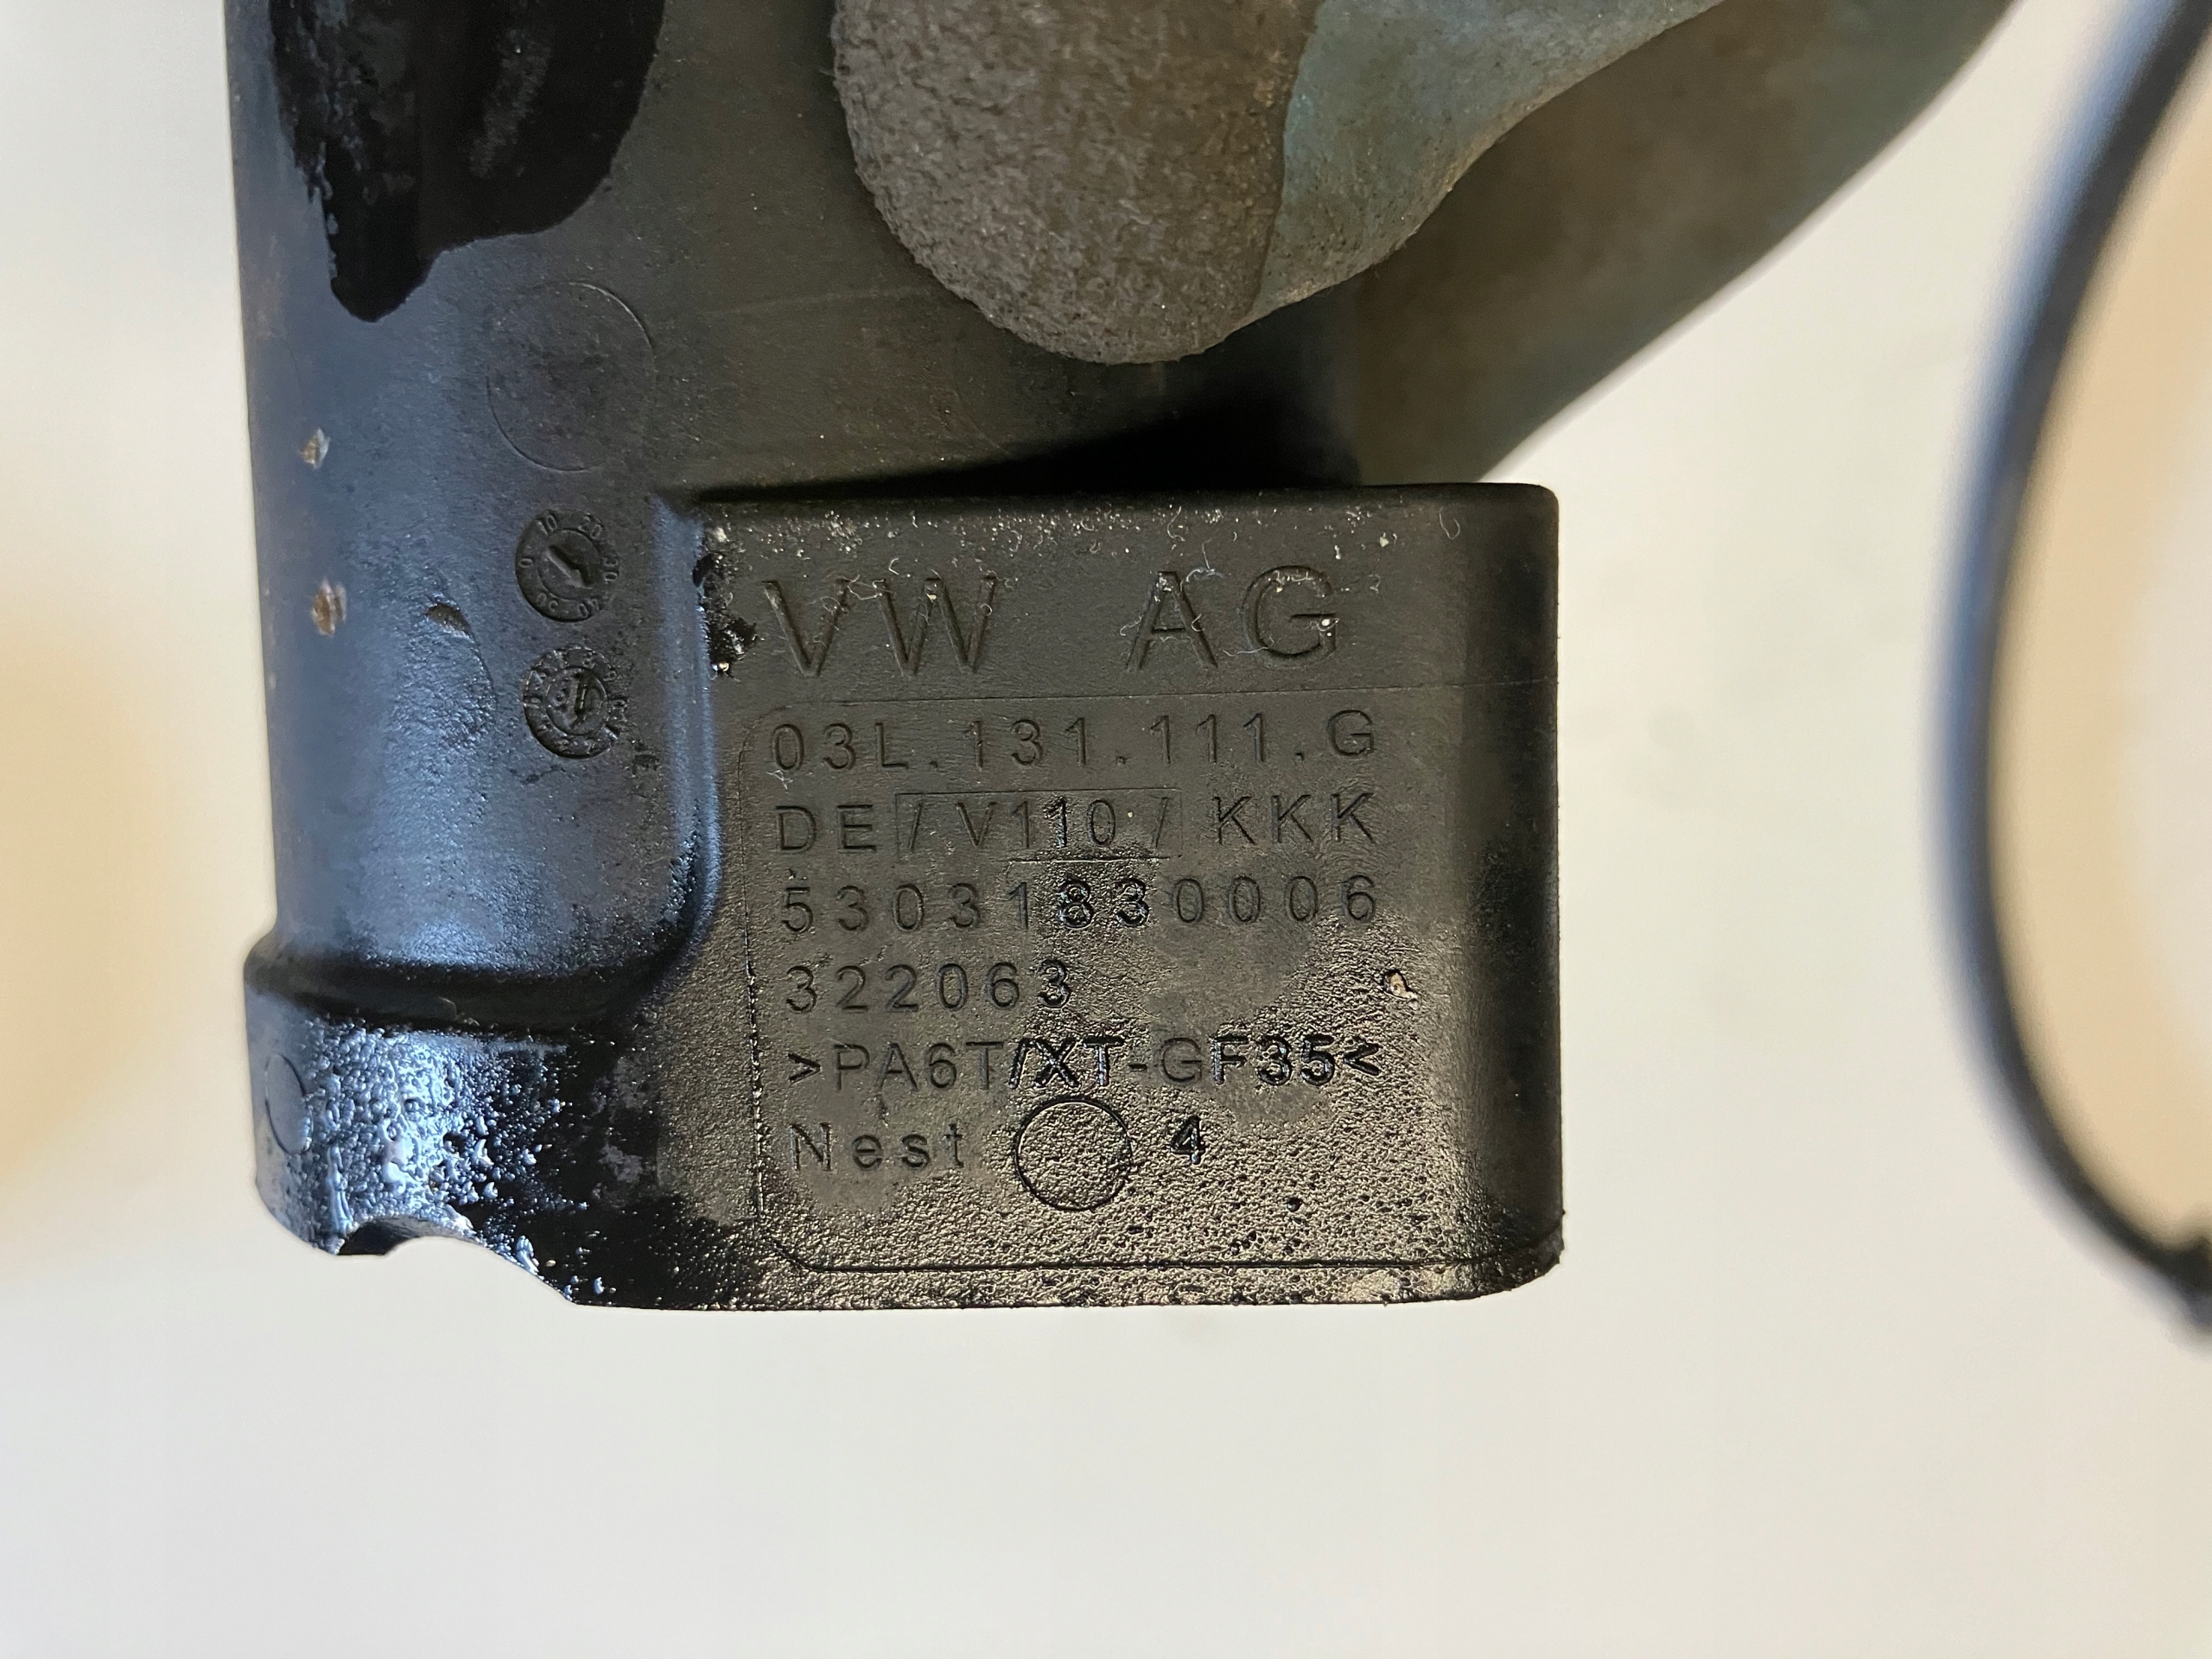 VW AG
03L.131.111.G
DE/V110/KKK
53031830006
322063
>PA6T/XT-GF35<
Nest 4